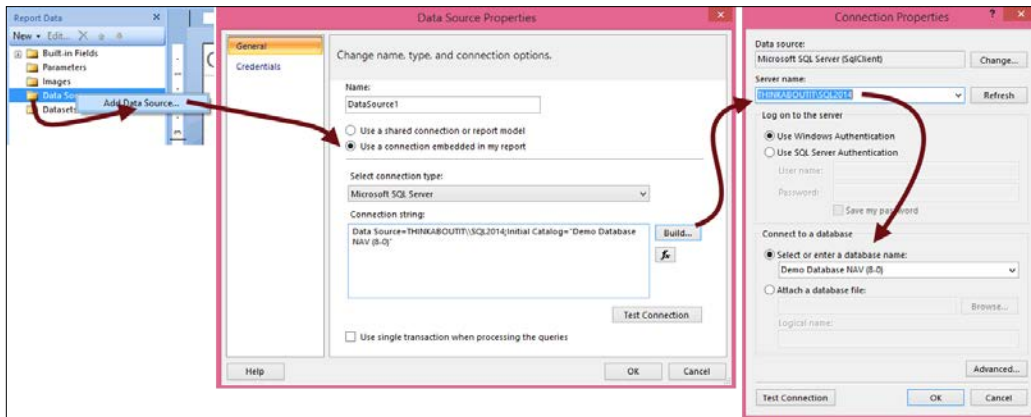 Report Data
New Edit...
Built-in Fields
Parameters
Images
Data So
Add Data Source...
Datasets
Data Source Properties
General
Credentials
Change name, type, and connection options.
Name:
DataSource1
Use a shared connection or report model
Use a connection embedded in my report
Select connection type:
Microsoft SQL Server
Connection string:
Data Source=THINKABOUTIT\\SQL2014;Initial Catalog="Demo Database
NAV (8-0)"
Build...
fx
Test Connection
Use single transaction when processing the queries
Help
OK
Cancel
Connection Properties
Data source:
Microsoft SQL Server (SqlClient)
Change...
Server name:
THINKABOUTIT\SQL2014
Refresh
Log on to the server
Use Windows Authentication
Use SQL Server Authentication
User name:
Password:
Save my password
Connect to a database
Select or enter a database name:
Demo Database NAV (8-0)
Attach a database file:
Browse...
Logical name:
Advanced...
Test Connection
OK
Cancel